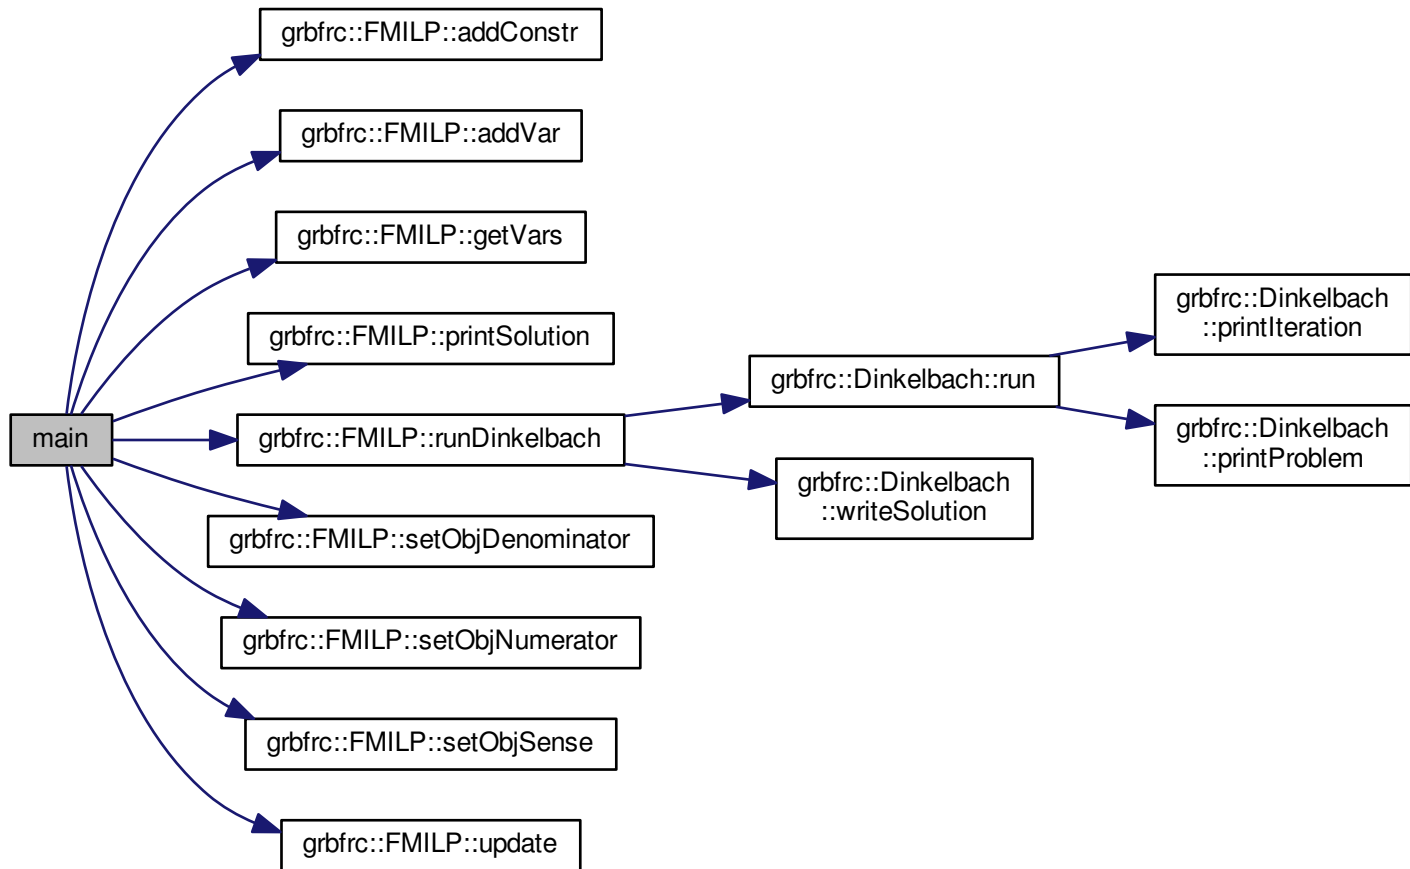 grbfrc::FMILP::addConstr
grbfrc::FMILP::addVar
grbfrc::FMILP::getVars
grbfrc::FMILP::printSolution
main
grbfrc::FMILP::runDinkelbach
grbfrc::FMILP::setObjDenominator
grbfrc::FMILP::setObjNumerator
grbfrc::FMILP::setObjSense
grbfrc::FMILP::update
grbfrc::Dinkelbach::run
grbfrc::Dinkelbach
::writeSolution
grbfrc::Dinkelbach
::printIteration
grbfrc::Dinkelbach
::printProblem